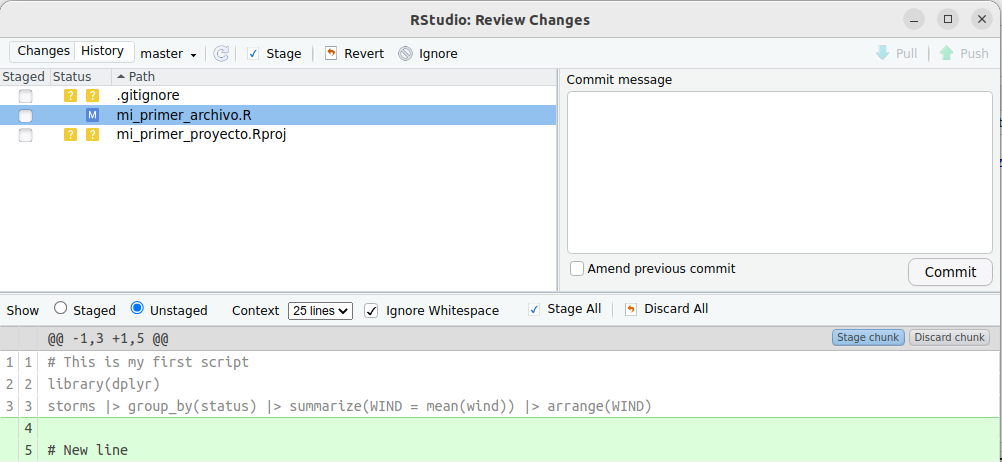 RStudio: Review Changes
Changes History master Stage Revert Ignore Pull Push
Staged Status Path
? ? .gitignore
M mi_primer_archivo.R
? ? mi_primer_proyecto.Rproj
Commit message
Amend previous commit
Commit
Show Staged Unstaged Context 25 lines Ignore Whitespace Stage All Discard All
@@ -1,3 +1,5 @@ Stage chunk Discard chunk
1 1 # This is my first script
2 2 library(dplyr)
3 3 storms |> group_by(status) |> summarize(WIND = mean(wind)) |> arrange(WIND)
4
5 # New line